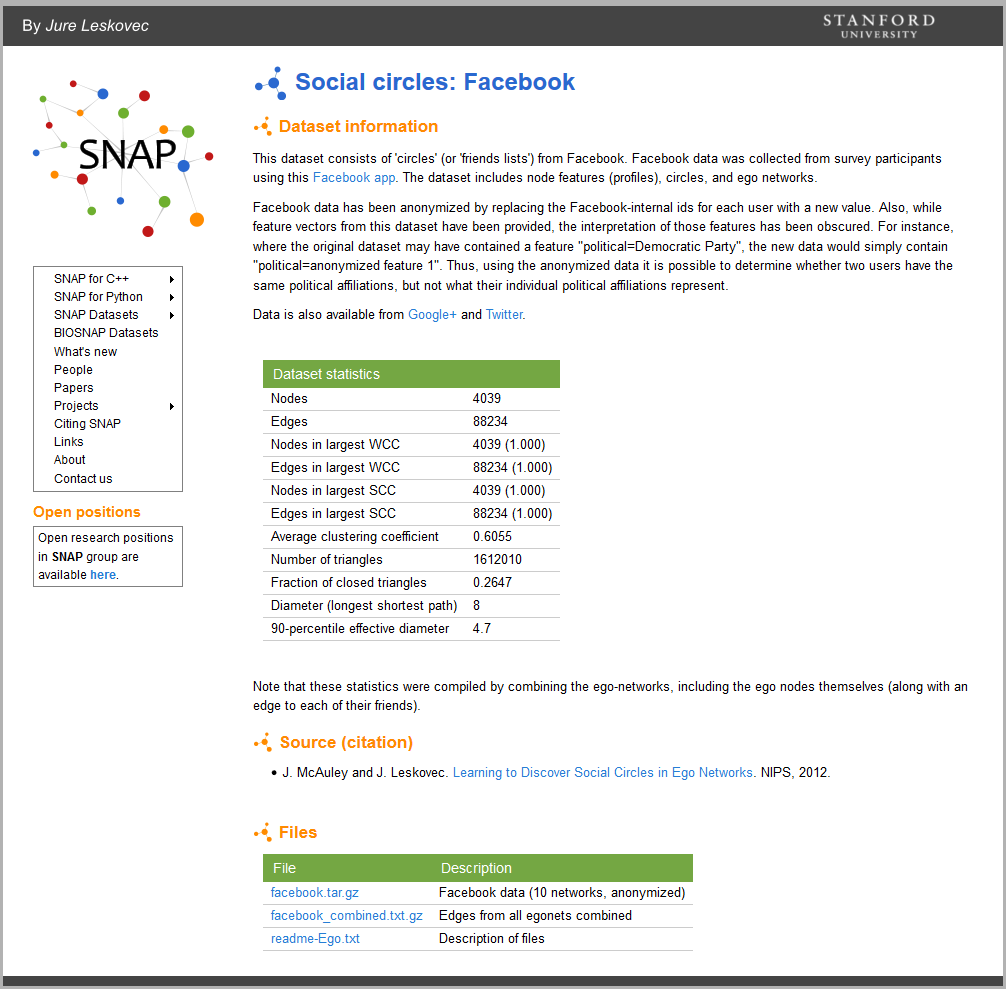 By Jure Leskovec
STANFORD
UNIVERSITY
SNAP
SNAP for C++
SNAP for Python
SNAP Datasets
BIOSNAP Datasets
What's new
People
Papers
Projects
Citing SNAP
Links
About
Contact us
Open positions
Open research positions
in SNAP group are
available here.
Social circles: Facebook
Dataset information
This dataset consists of 'circles' (or 'friends lists') from Facebook. Facebook data was collected from survey participants
using this Facebook app. The dataset includes node features (profiles), circles, and ego networks.
Facebook data has been anonymized by replacing the Facebook-internal ids for each user with a new value. Also, while
feature vectors from this dataset have been provided, the interpretation of those features has been obscured. For instance,
where the original dataset may have contained a feature "political=Democratic Party", the new data would simply contain
"political=anonymized feature 1". Thus, using the anonymized data it is possible to determine whether two users have the
same political affiliations, but not what their individual political affiliations represent.
Data is also available from Google+ and Twitter.
Dataset statistics
Nodes 4039
Edges 88234
Nodes in largest WCC 4039 (1.000)
Edges in largest WCC 88234 (1.000)
Nodes in largest SCC 4039 (1.000)
Edges in largest SCC 88234 (1.000)
Average clustering coefficient 0.6055
Number of triangles 1612010
Fraction of closed triangles 0.2647
Diameter (longest shortest path) 8
90-percentile effective diameter 4.7
Note that these statistics were compiled by combining the ego-networks, including the ego nodes themselves (along with an
edge to each of their friends).
Source (citation)
• J. McAuley and J. Leskovec. Learning to Discover Social Circles in Ego Networks. NIPS, 2012.
Files
File Description
facebook.tar.gz Facebook data (10 networks, anonymized)
facebook_combined.txt.gz Edges from all egonets combined
readme-Ego.txt Description of files